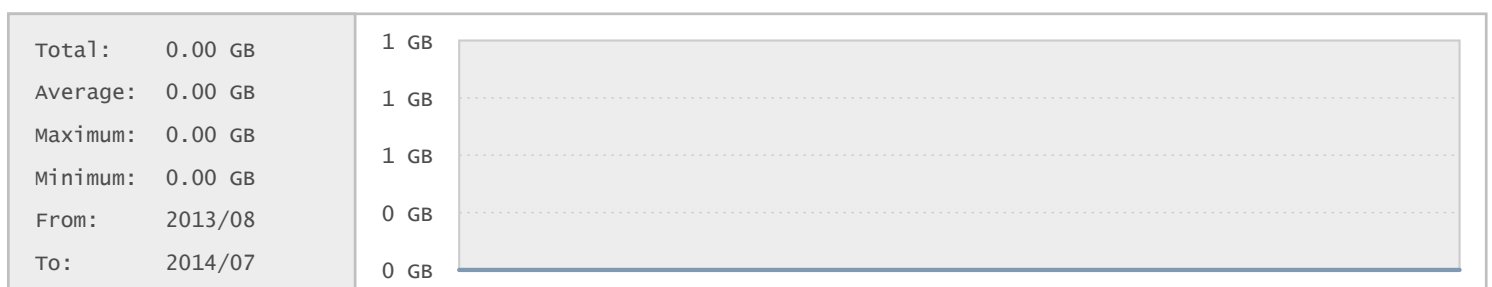 Total: 0.00 GB
Average: 0.00 GB
Maximum: 0.00 GB
Minimum: 0.00 GB
From: 2013/08
To: 2014/07
1 GB
1 GB
1 GB
0 GB
0 GB